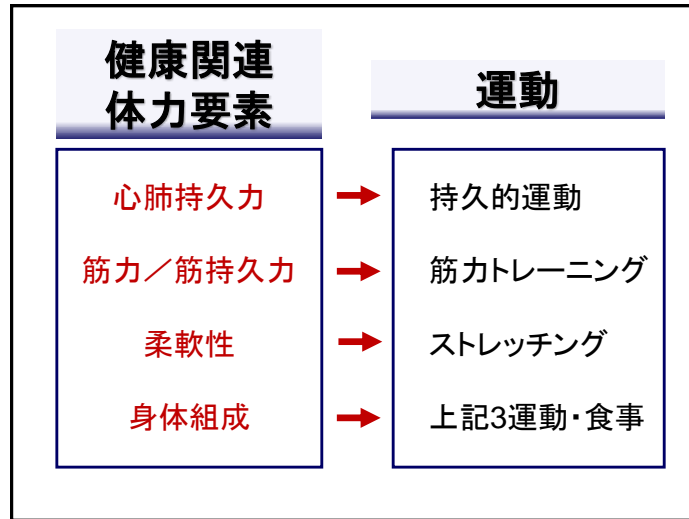 健康関連
体力要素
運動
心肺持久力
持久的運動
筋力／筋持久力
筋力トレーニング
柔軟性
ストレッチング
身体組成
上記3運動・食事